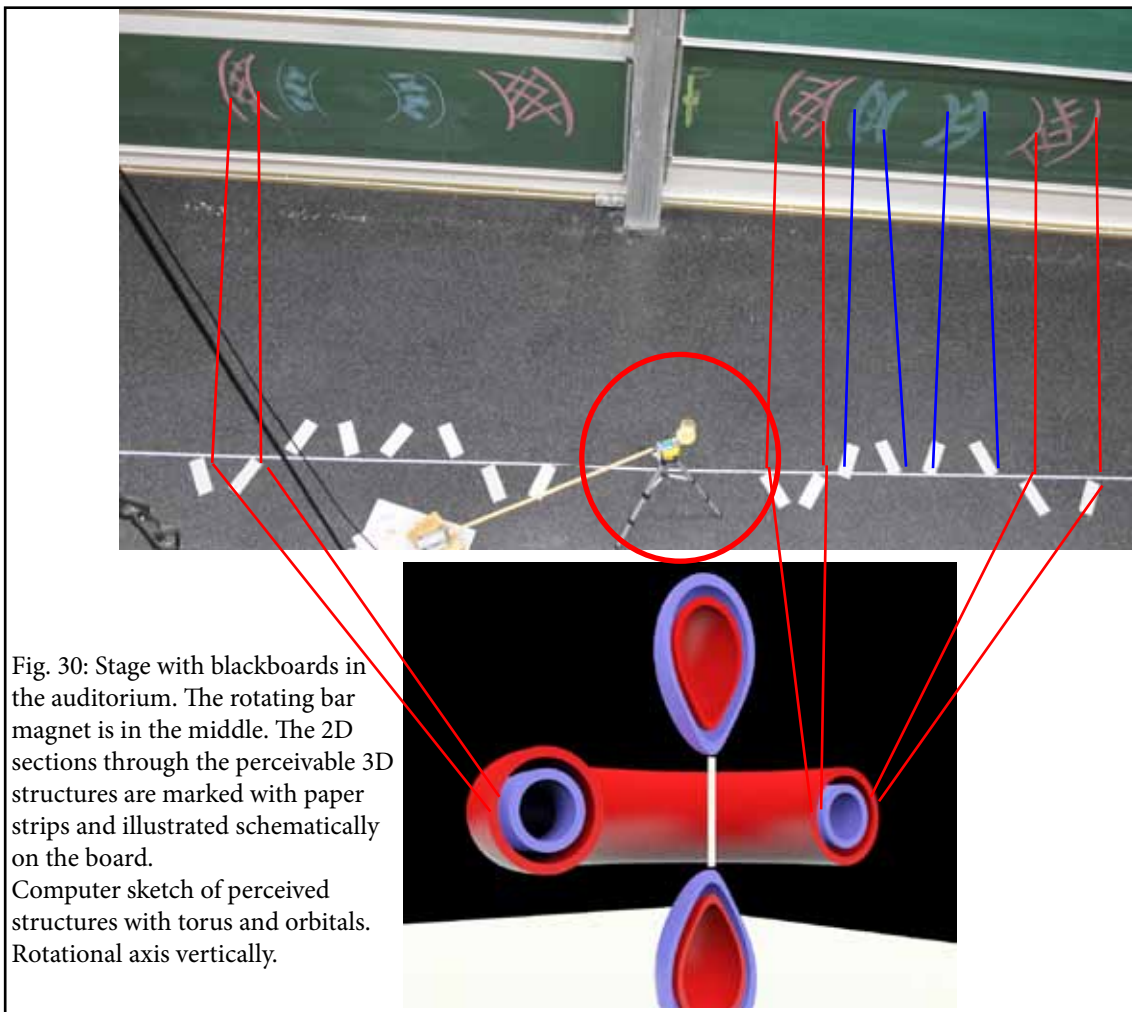 Fig. 30: Stage with blackboards in
the auditorium. The rotating bar
magnet is in the middle. The 2D
sections through the perceivable 3D
structures are marked with paper
strips and illustrated schematically
on the board.
Computer sketch of perceived
structures with torus and orbitals.
Rotational axis vertically.